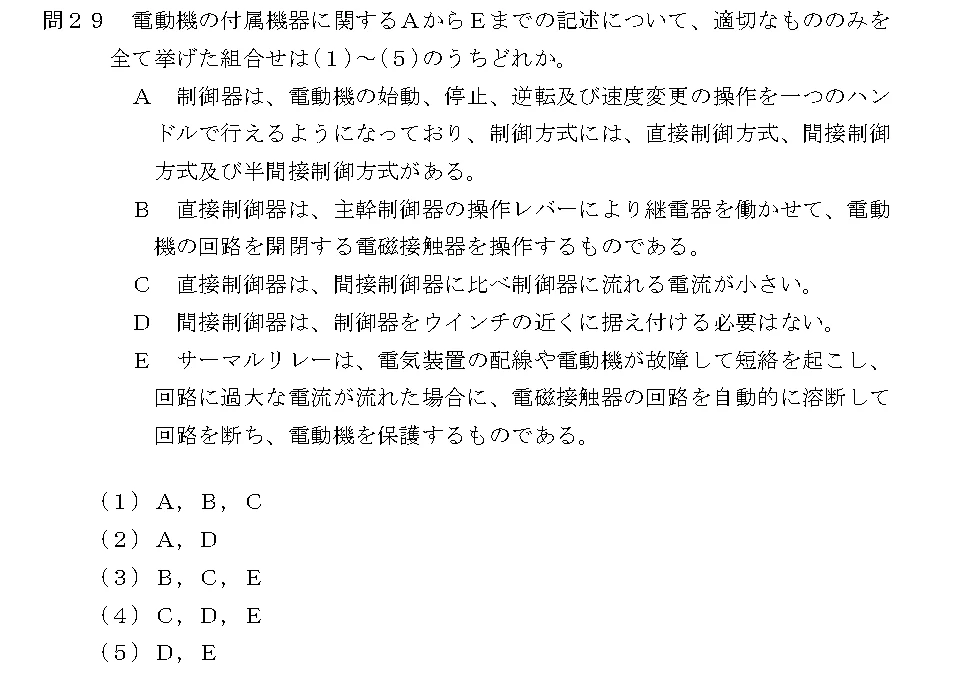 問２９　電動機の付属機器に関するＡからＥまでの記述について、適切なもののみを
全て挙げた組合せは（１）～（５）のうちどれか。
Ａ　制御器は、電動機の始動、停止、逆転及び速度変更の操作を一つのハン
ドルで行えるようになっており、制御方式には、直接制御方式、間接制御
方式及び半間接制御方式がある。
Ｂ　直接制御器は、主幹制御器の操作レバーにより継電器を働かせて、電動
機の回路を開閉する電磁接触器を操作するものである。
Ｃ　直接制御器は、間接制御器に比べ制御器に流れる電流が小さい。
Ｄ　間接制御器は、制御器をウインチの近くに据え付ける必要はない。
Ｅ　サーマルリレーは、電気装置の配線や電動機が故障して短絡を起こし、
回路に過大な電流が流れた場合に、電磁接触器の回路を自動的に溶断して
回路を断ち、電動機を保護するものである。
（１）Ａ，Ｂ，Ｃ
（２）Ａ，Ｄ
（３）Ｂ，Ｃ，Ｅ
（４）Ｃ，Ｄ，Ｅ
（５）Ｄ，Ｅ